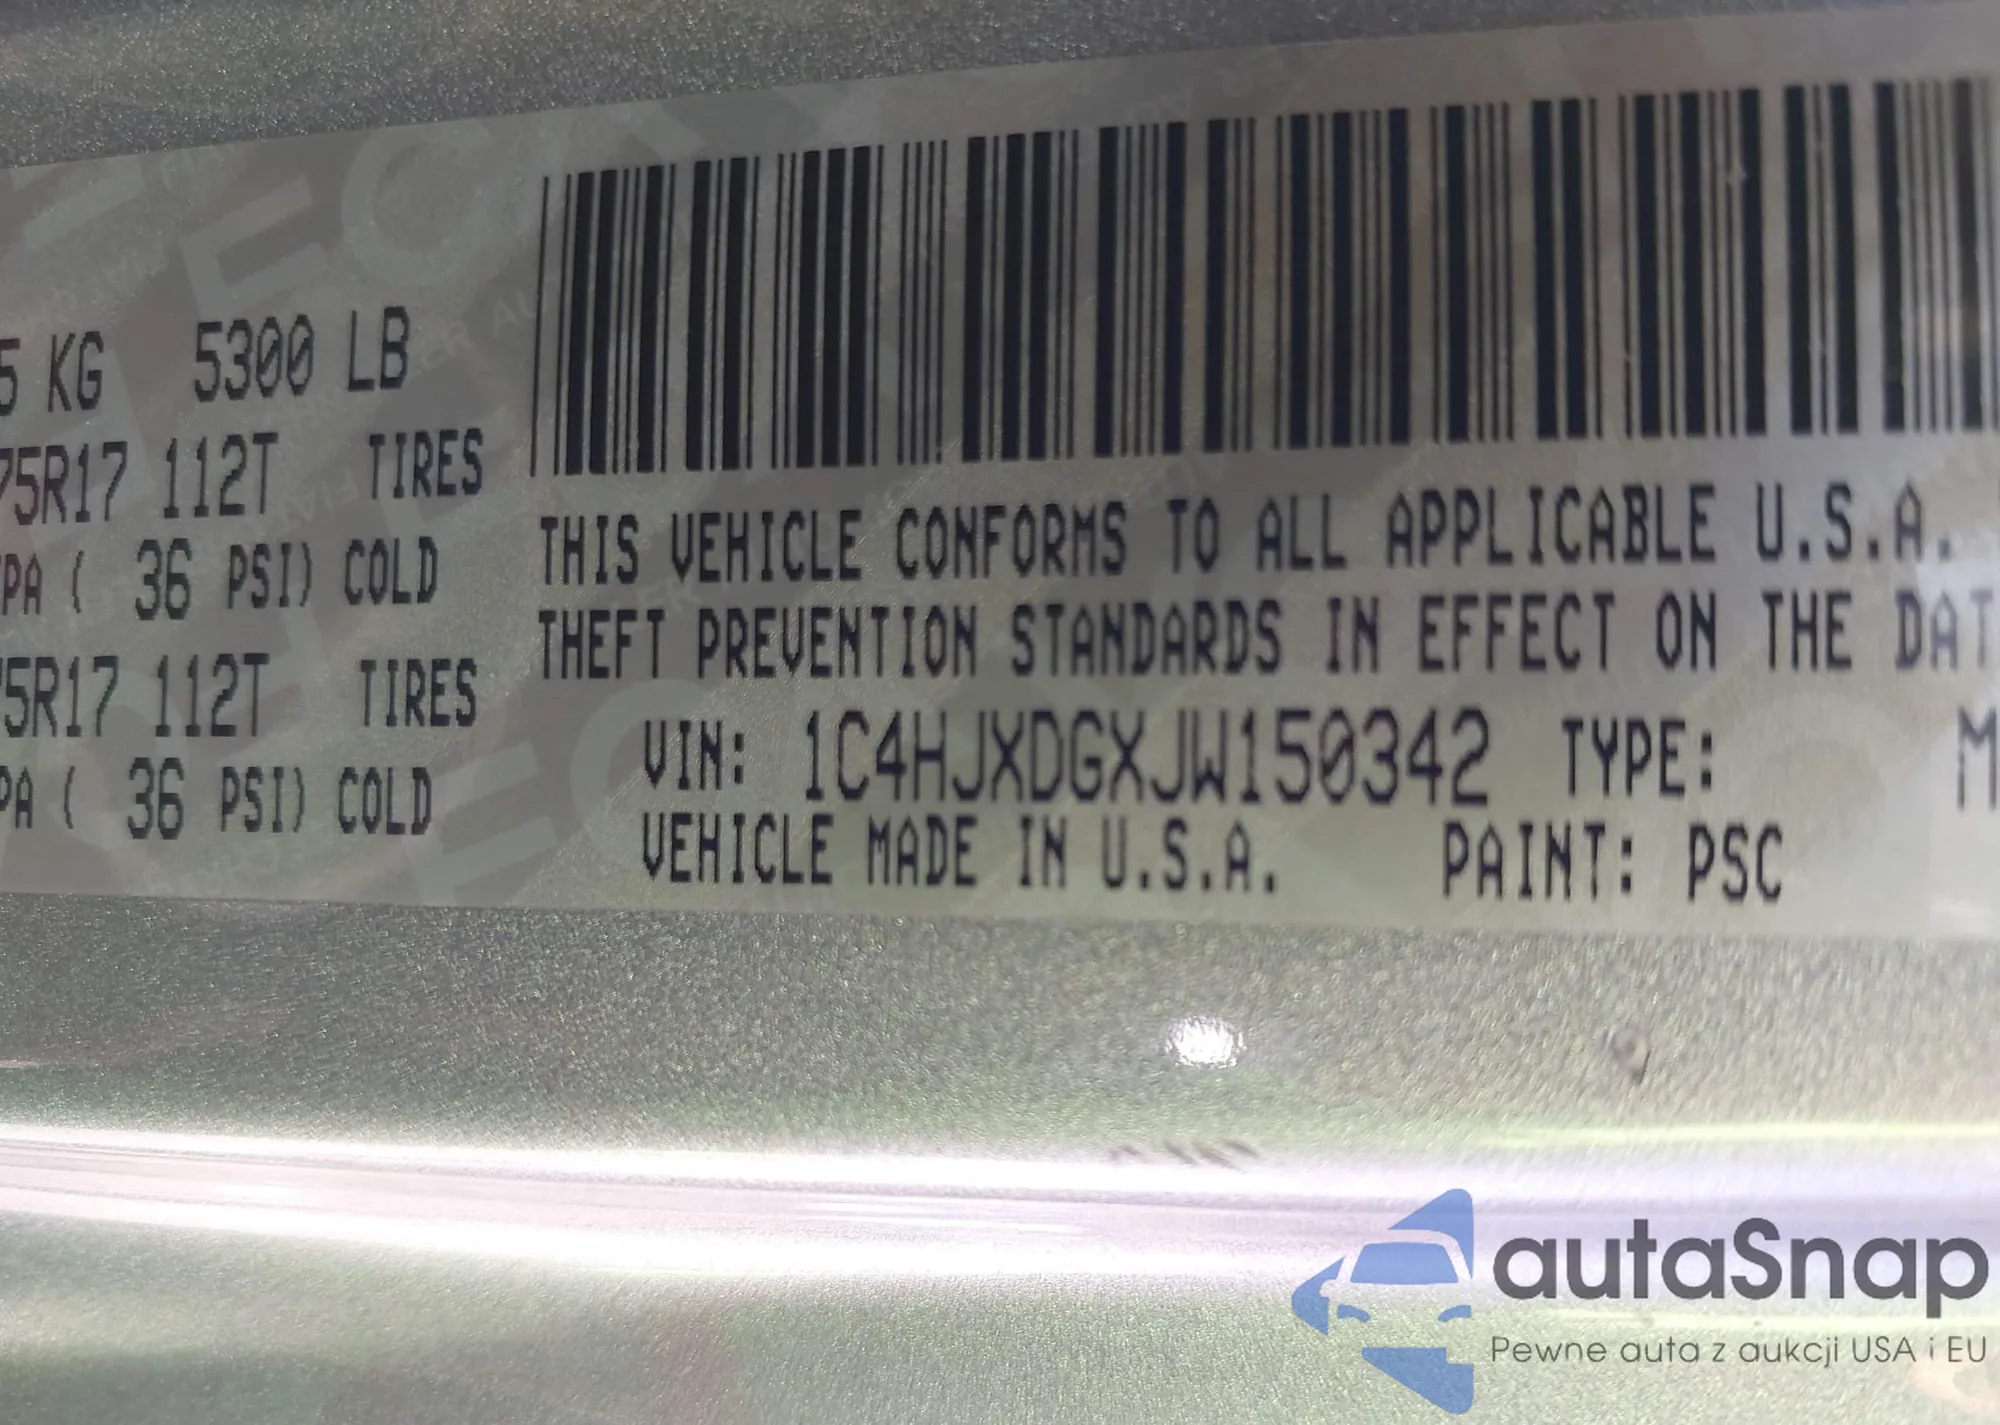 5 KG 5300 LB
75R17 112T TIRES
PA ( 36 PSI) COLD
5R17 112T TIRES
PA ( 36 PSI) COLD
THIS VEHICLE CONFORMS TO ALL APPLICABLE U.S.A.
THEFT PREVENTION STANDARDS IN EFFECT ON THE DAT
VIN: 1C4HJXDGXJW150342 TYPE: M
VEHICLE MADE IN U.S.A. PAINT: PSC
autaSnap
Pewne auta z aukcji USA i EU